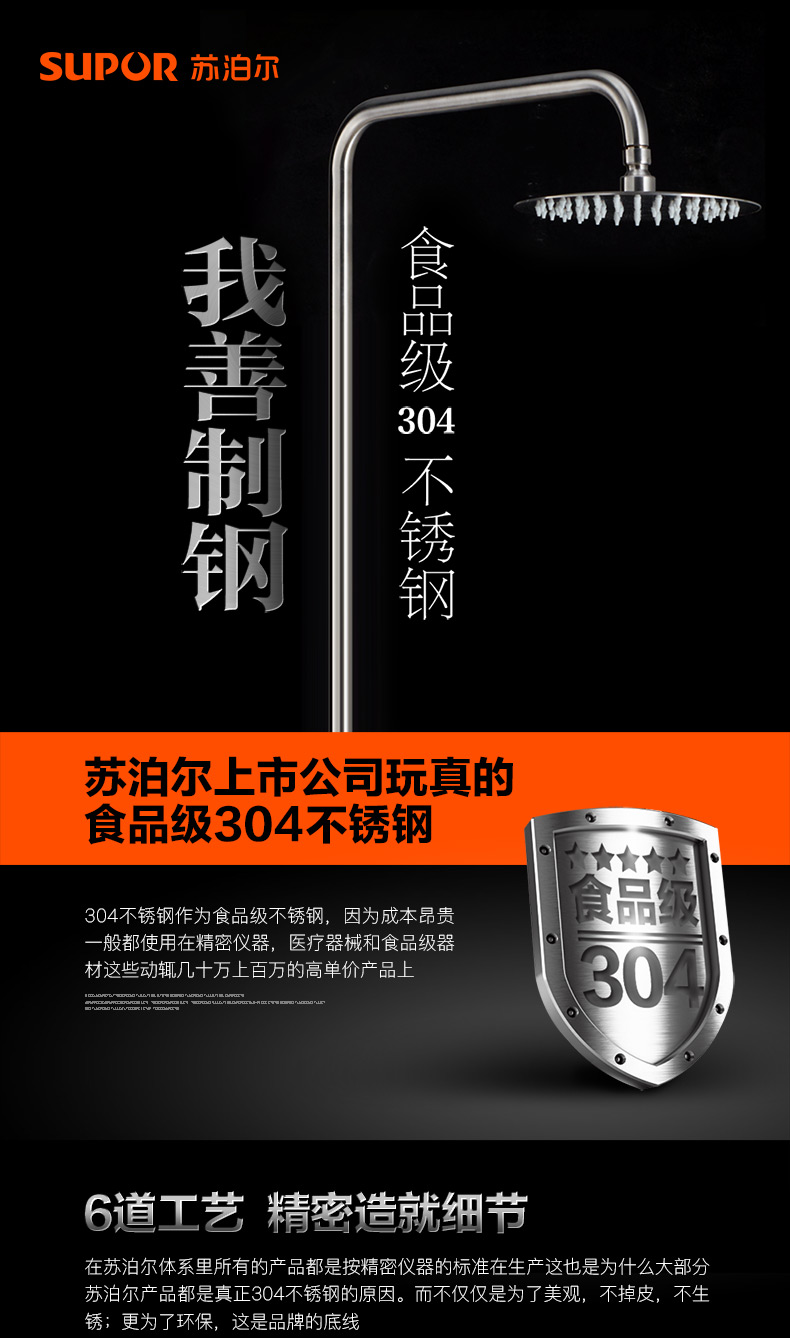 SUPOR 苏泊尔
我善制钢
食品级304不锈钢
苏泊尔上市公司玩真的
食品级304不锈钢
304不锈钢作为食品级不锈钢，因为成本昂贵
一般都使用在精密仪器，医疗器械和食品级器
材这些动辄几十万上百万的高单价产品上
食品级
304
6道工艺 精密造就细节
在苏泊尔体系里所有的产品都是按精密仪器的标准在生产这也是为什么大部分
苏泊尔产品都是真正304不锈钢的原因。而不仅仅是为了美观，不掉皮，不生
锈；更为了环保，这是品牌的底线